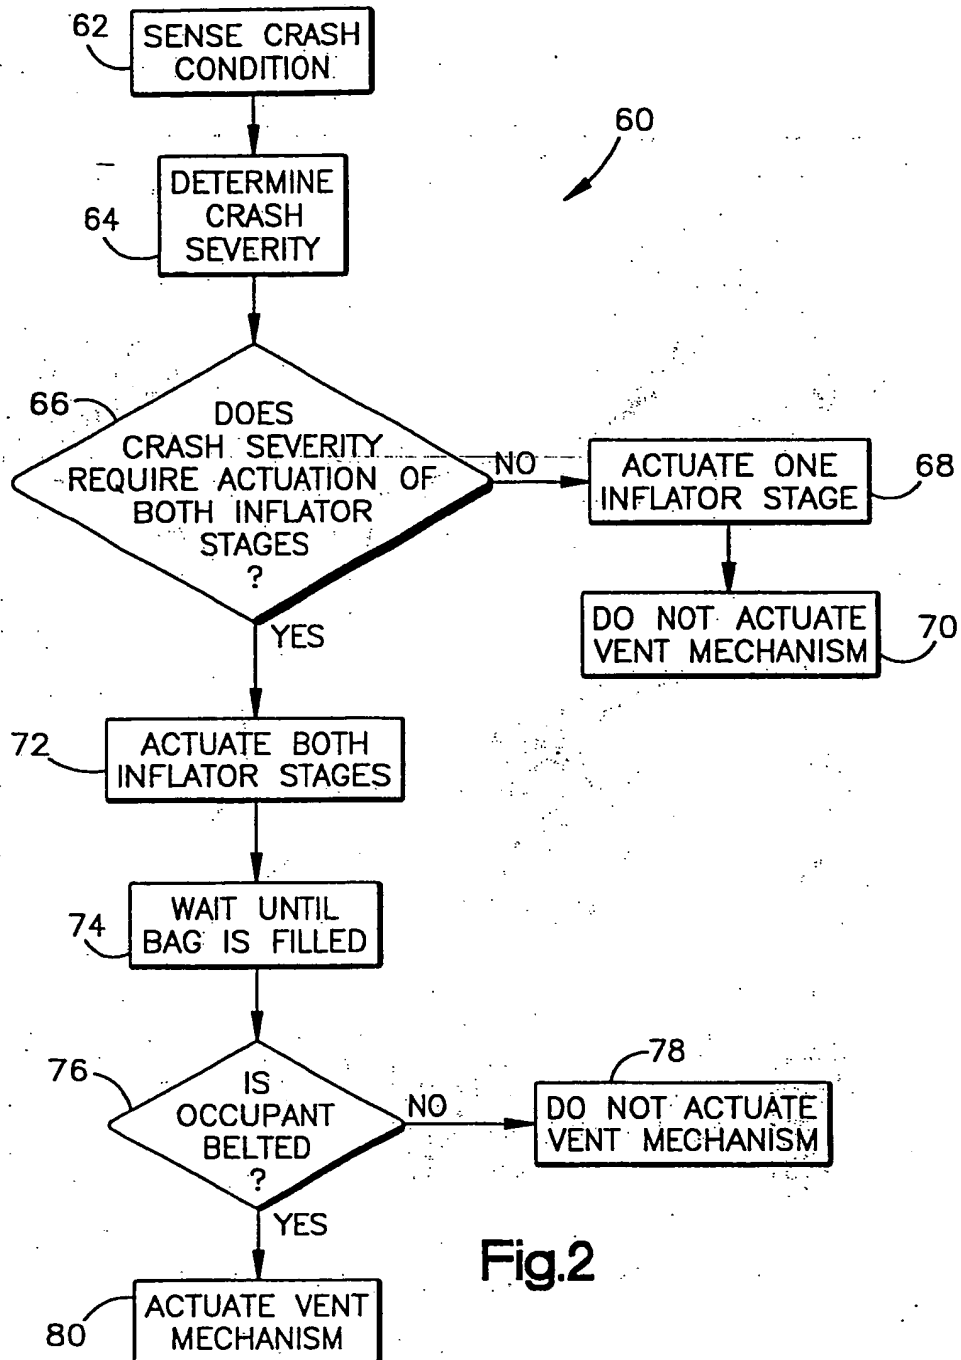 62
SENSE CRASH
CONDITION
60
64
DETERMINE
CRASH
SEVERITY
66
DOES
CRASH SEVERITY
REQUIRE ACTUATION OF
BOTH INFLATOR
STAGES
?
NO
ACTUATE ONE
INFLATOR STAGE
68
DO NOT ACTUATE
VENT MECHANISM
70
YES
72
ACTUATE BOTH
INFLATOR STAGES
74
WAIT UNTIL
BAG IS FILLED
76
IS
OCCUPANT
BELTED
?
NO
78
DO NOT ACTUATE
VENT MECHANISM
YES
Fig.2
80
ACTUATE VENT
MECHANISM